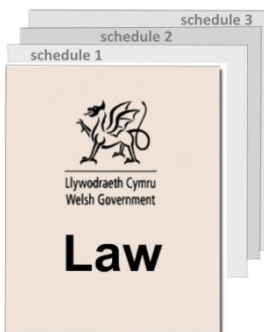 schedule 3
schedule 2
schedule 1
Llywodraeth Cymru
Welsh Government
Law